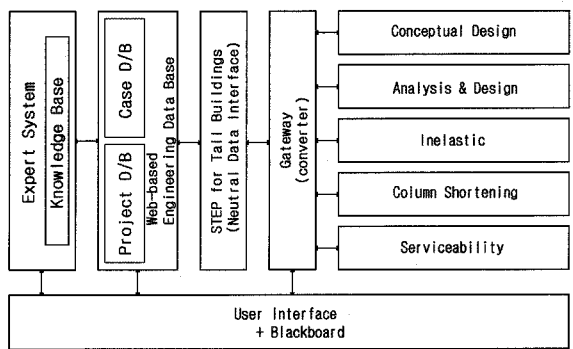 Expert System
Knowledge Base
Case D/B
Project D/B
Web-based
Engineering Data Base
STEP for Tall Buildings
(Neutral Data Interface)
Gateway
(converter)
Conceptual Design
Analysis & Design
Inelastic
Column Shortening
Serviceability
User Interface
+ Blackboard